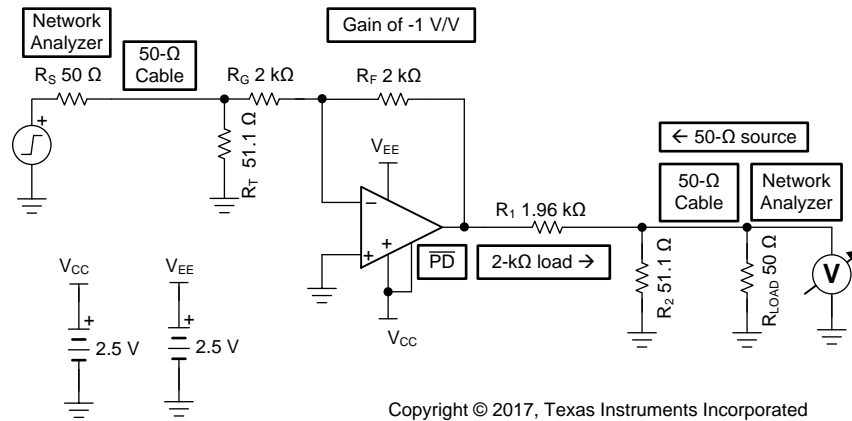 Network
Analyzer
Gain of -1 V/V
50-Ω
Cable
R_S 50 Ω
R_G 2 kΩ
R_F 2 kΩ
+
R_T 51.1 Ω
V_EE
← 50-Ω source
50-Ω
Cable
Network
Analyzer
−
+
+
R_1 1.96 kΩ
PD
2-kΩ load →
R_2 51.1 Ω
R_LOAD 50 Ω
V
V_CC
V_CC
+
2.5 V
V_EE
+
2.5 V
Copyright © 2017, Texas Instruments Incorporated